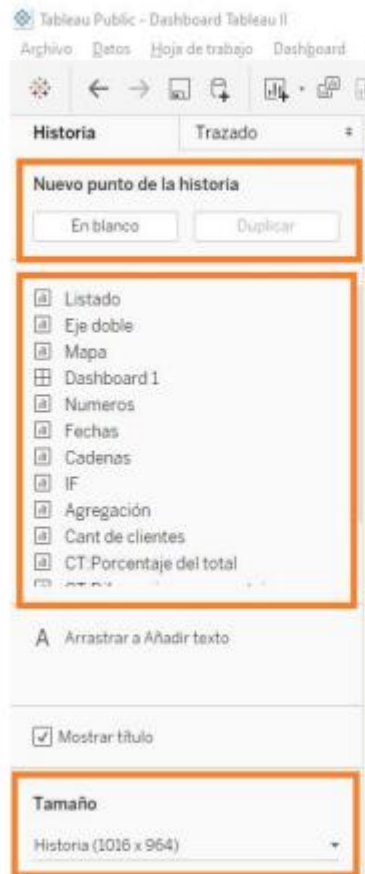 Tableau Public - Dashboard Tableau II
Archivo Datos Hoja de trabajo Dashboard
Historia Trazado
Nuevo punto de la historia
En blanco Duplicar
Listado
Eje doble
Mapa
Dashboard 1
Numeros
Fechas
Cadenas
IF
Agregación
Cant de clientes
CT Porcentaje del total
A Arrastrar a Añadir texto
Mostrar título
Tamaño
Historia (1016 x 964)